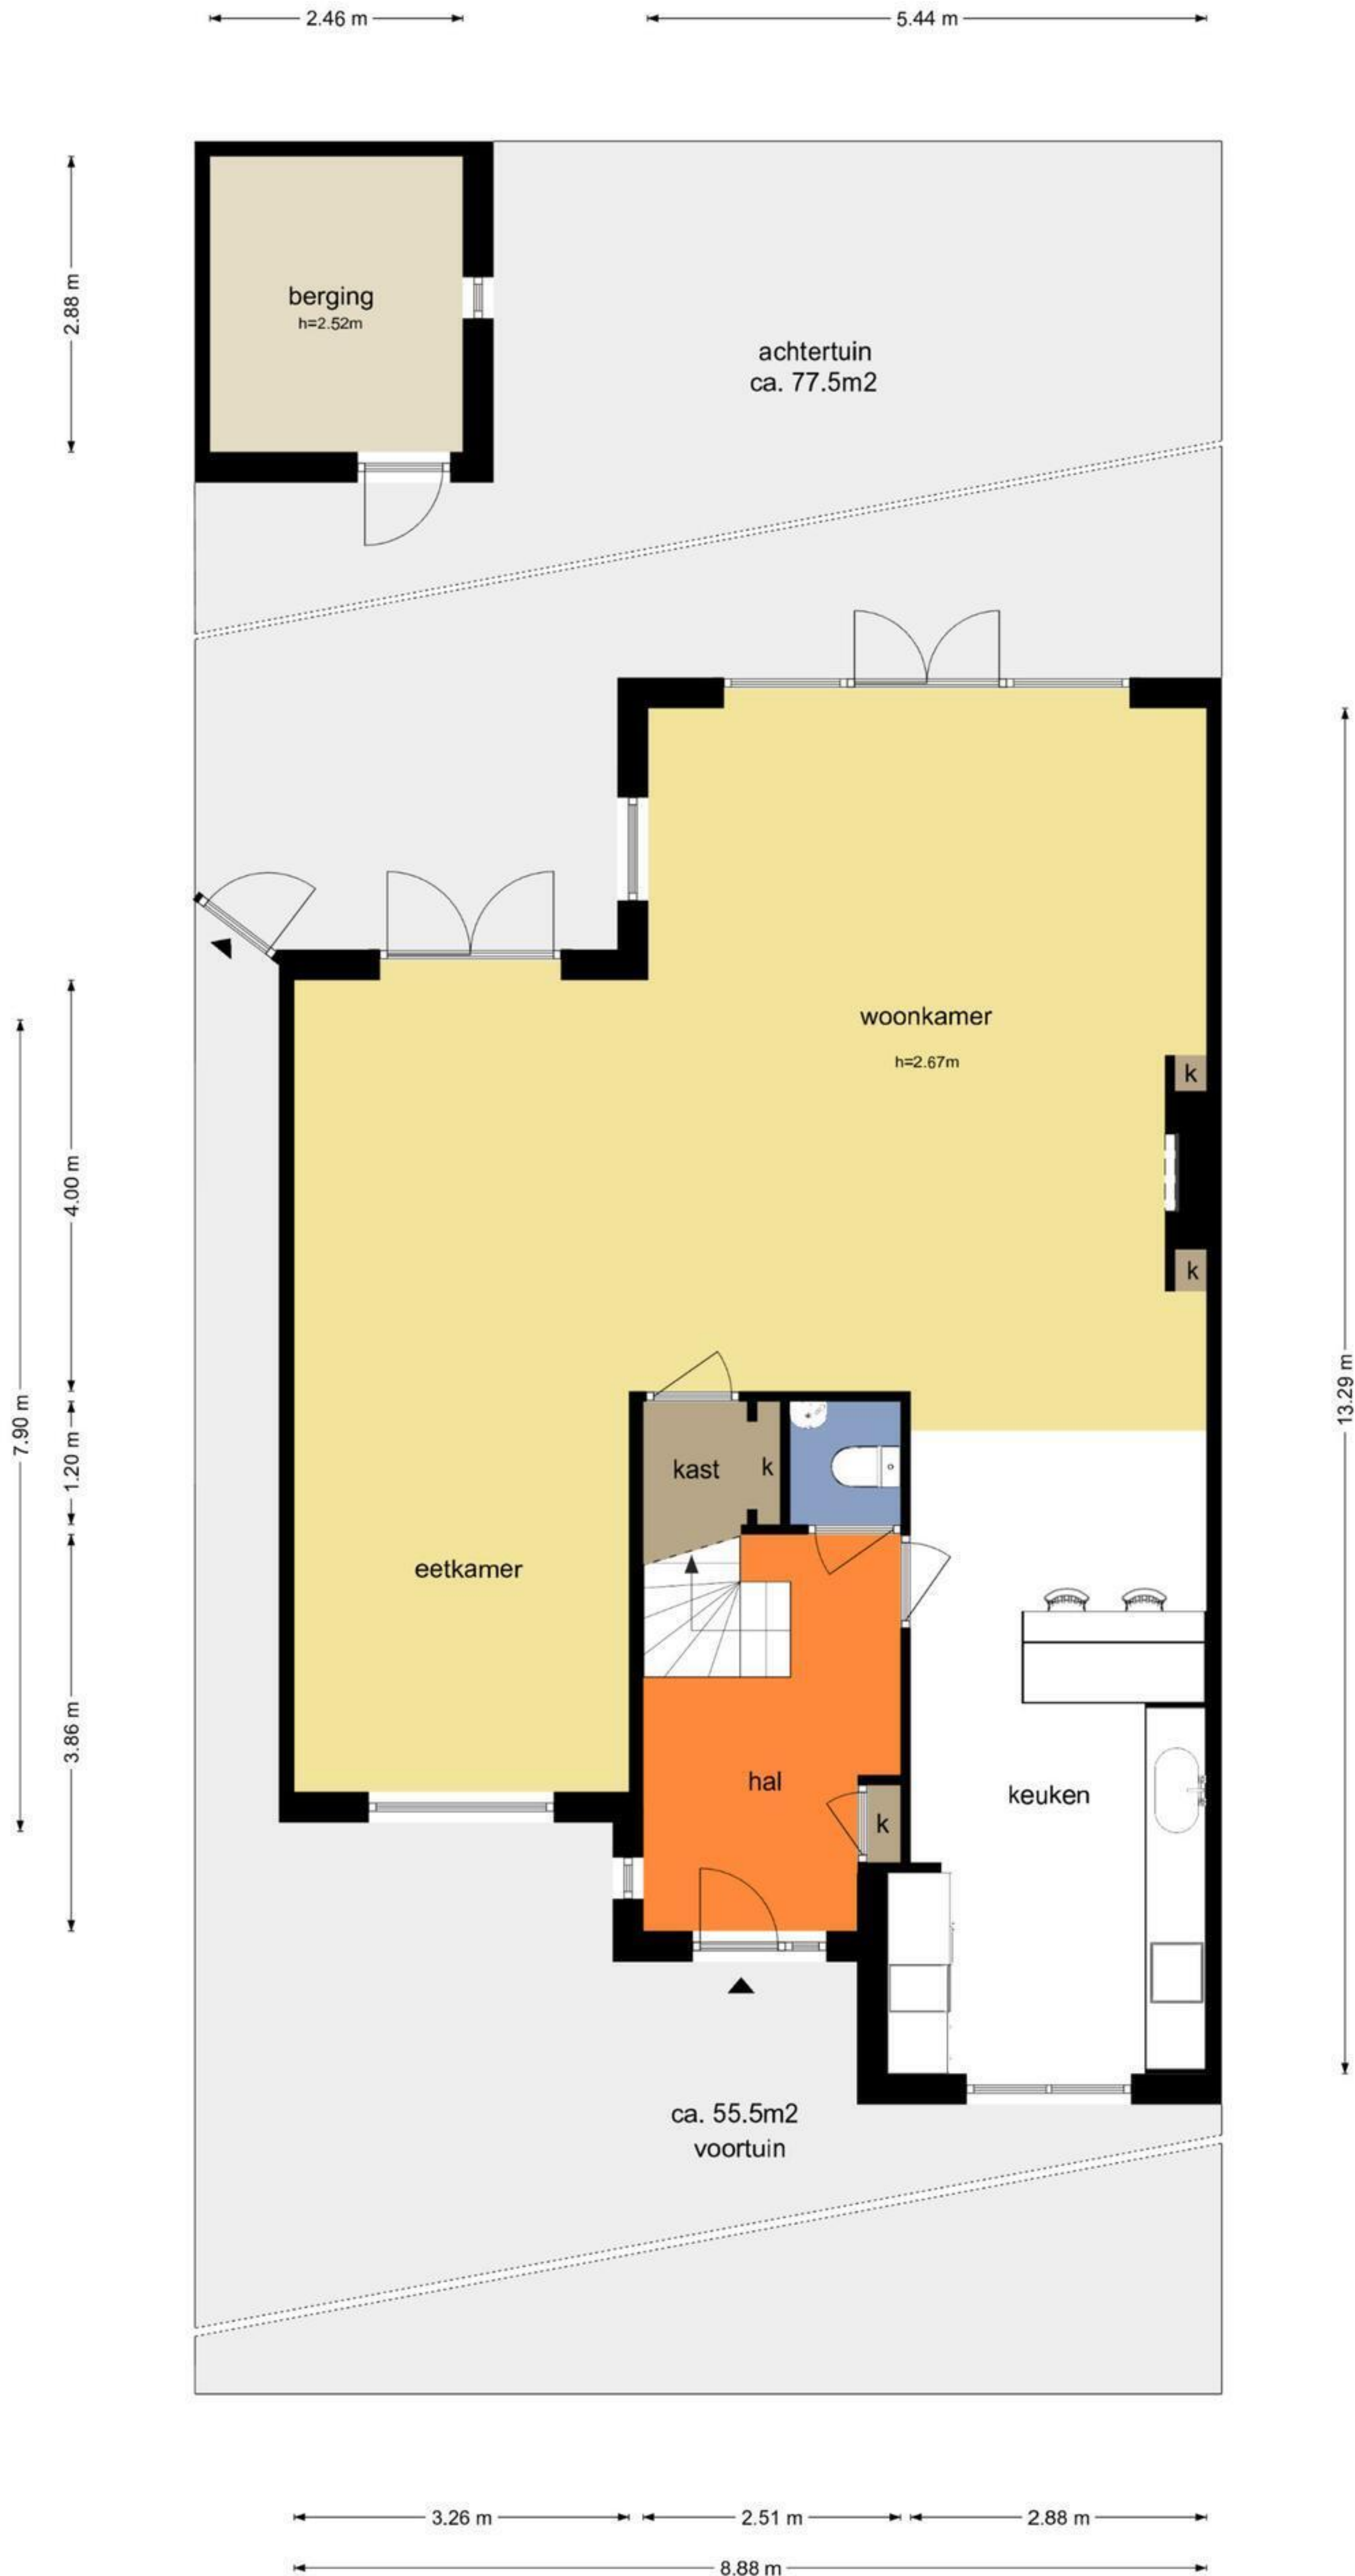 2.46 m
5.44 m
2.88 m
berging
h=2.52m
achtertuin
ca. 77.5m2
woonkamer
h=2.67m
k
4.00 m
k
13.29 m
7.90 m
1.20 m
kast
k
eetkamer
3.86 m
hal
keuken
k
ca. 55.5m2
voortuin
3.26 m
2.51 m
2.88 m
8.88 m